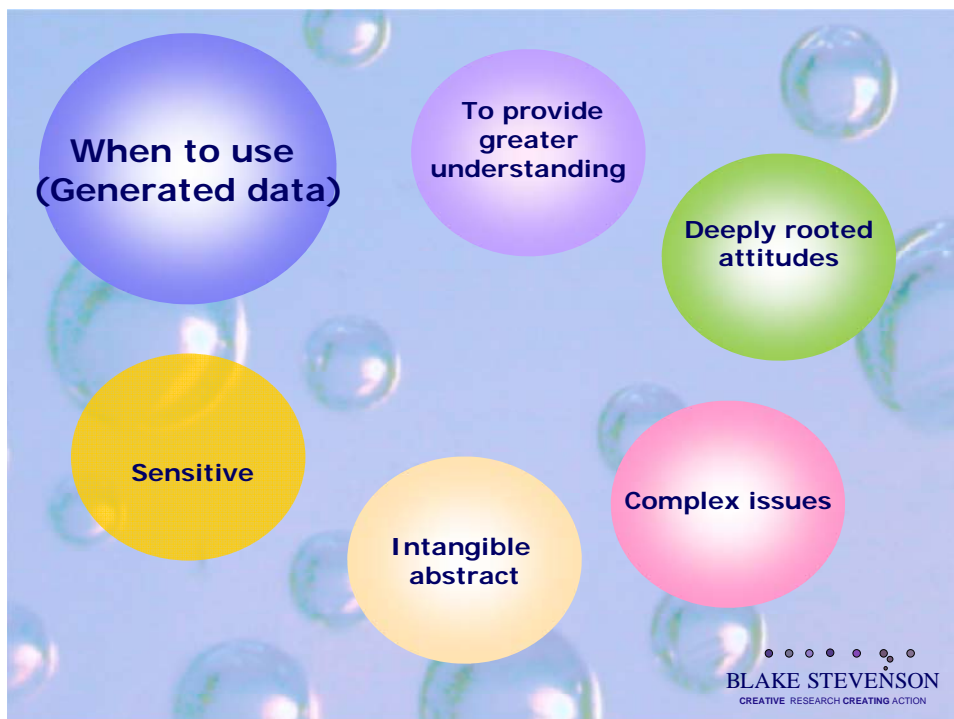 When to use
(Generated data)
To provide
greater
understanding
Deeply rooted
attitudes
Sensitive
Intangible
abstract
Complex issues
BLAKE STEVENSON
CREATIVE RESEARCH CREATING ACTION